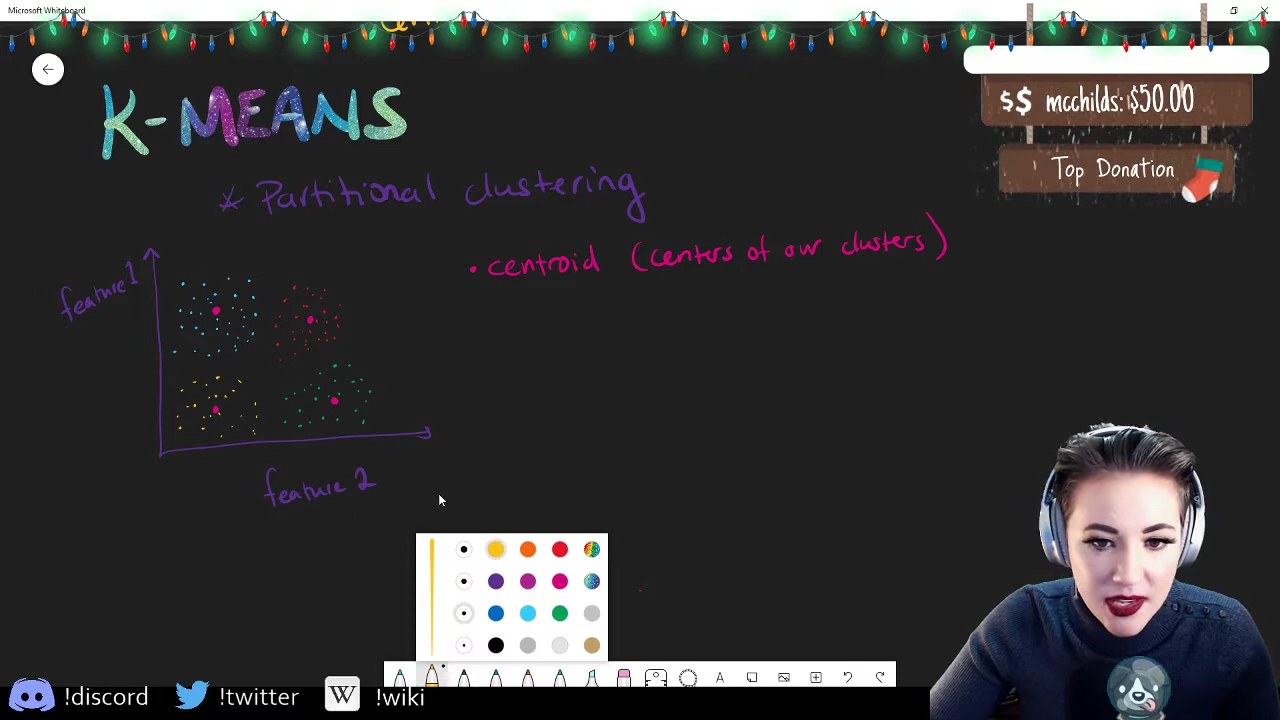 Microsoft Whiteboard
K-MEANS
$$ mcchilds: $50.00
Top Donation
* Partitional clustering
• centroid (centers of our clusters)
feature 1
feature 2
A
!discord
!twitter
W !wiki